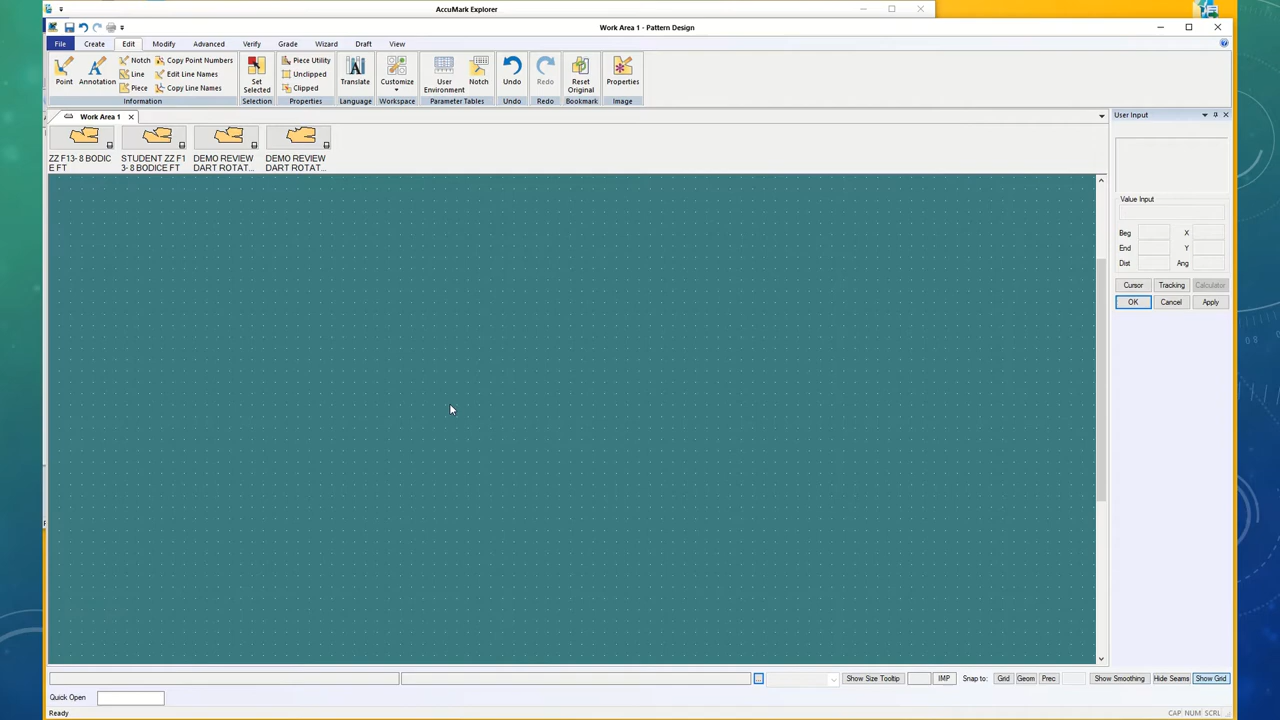 AccuMark Explorer
Work Area 1 - Pattern Design
File Create Edit Modify Advanced Verify Grade Wizard Draft View
Point
Annotation
Notch
Line
Piece
Copy Point Numbers
Edit Line Names
Copy Line Names
Information
Set
Selected
Selection
Piece Utility
Unclipped
Clipped
Properties
Translate
Language
Customize
Workspace
User
Environment
Notch
Parameter Tables
Undo
Undo
Redo
Redo
Reset
Original
Bookmark
Properties
Image
Work Area 1
ZZ F13- 8 BODIC
E FT
STUDENT ZZ F1
3- 8 BODICE FT
DEMO REVIEW
DART ROTAT...
DEMO REVIEW
DART ROTAT...
User Input
Value Input
Beg X
End Y
Dist Ang
Cursor Tracking Calculator
OK Cancel Apply
... Show Size Tooltip IMP Snap to: Grid Geom Prec Show Smoothing Hide Seams Show Grid
Quick Open
Ready
CAP NUM SCRL